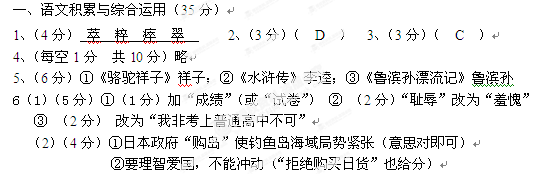 一、语文积累与综合运用（35 分）
1、（4 分） 萃 粹 瘁 翠 2、（3 分）（ D ） 3、（3 分）（ C ）
4、（每空 1 分 共 10 分）略
5、（6 分）①《骆驼祥子》祥子；②《水浒传》李逵；③《鲁滨孙漂流记》鲁滨孙
6（1）（5 分）①（1 分）加“成绩”（或“试卷”） ② （2 分）“耻辱”改为“羞愧”
③ （2 分） 改为“我非考上普通高中不可”
（2）（4 分）①日本政府“购岛”使钓鱼岛海域局势紧张（意思对即可）
②要理智爱国，不能冲动（“拒绝购买日货”也给分）